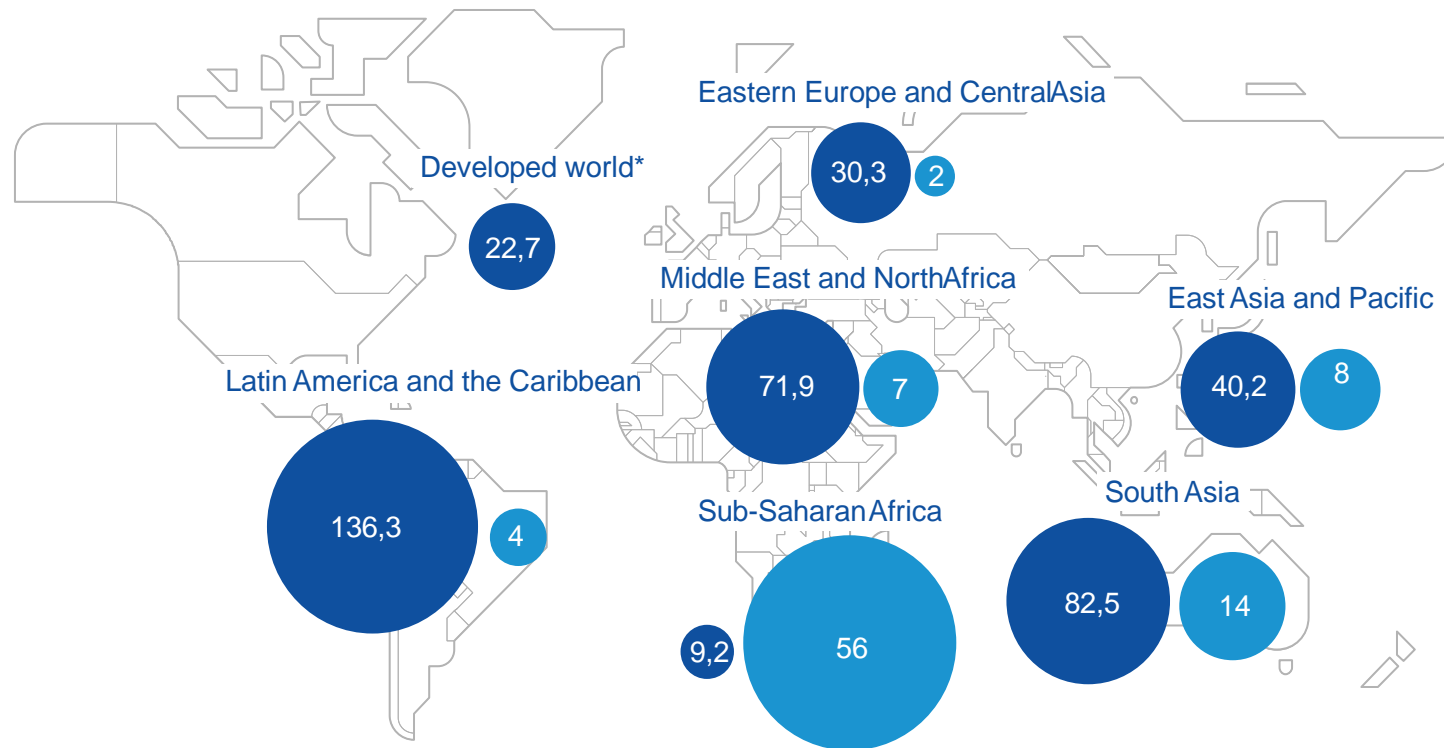 Eastern Europe and CentralAsia
30,3
2
Developed world*
22,7
Middle East and NorthAfrica
71,9
7
East Asia and Pacific
40,2
8
Latin America and the Caribbean
136,3
4
Sub-Saharan Africa
9,2
56
South Asia
82,5
14